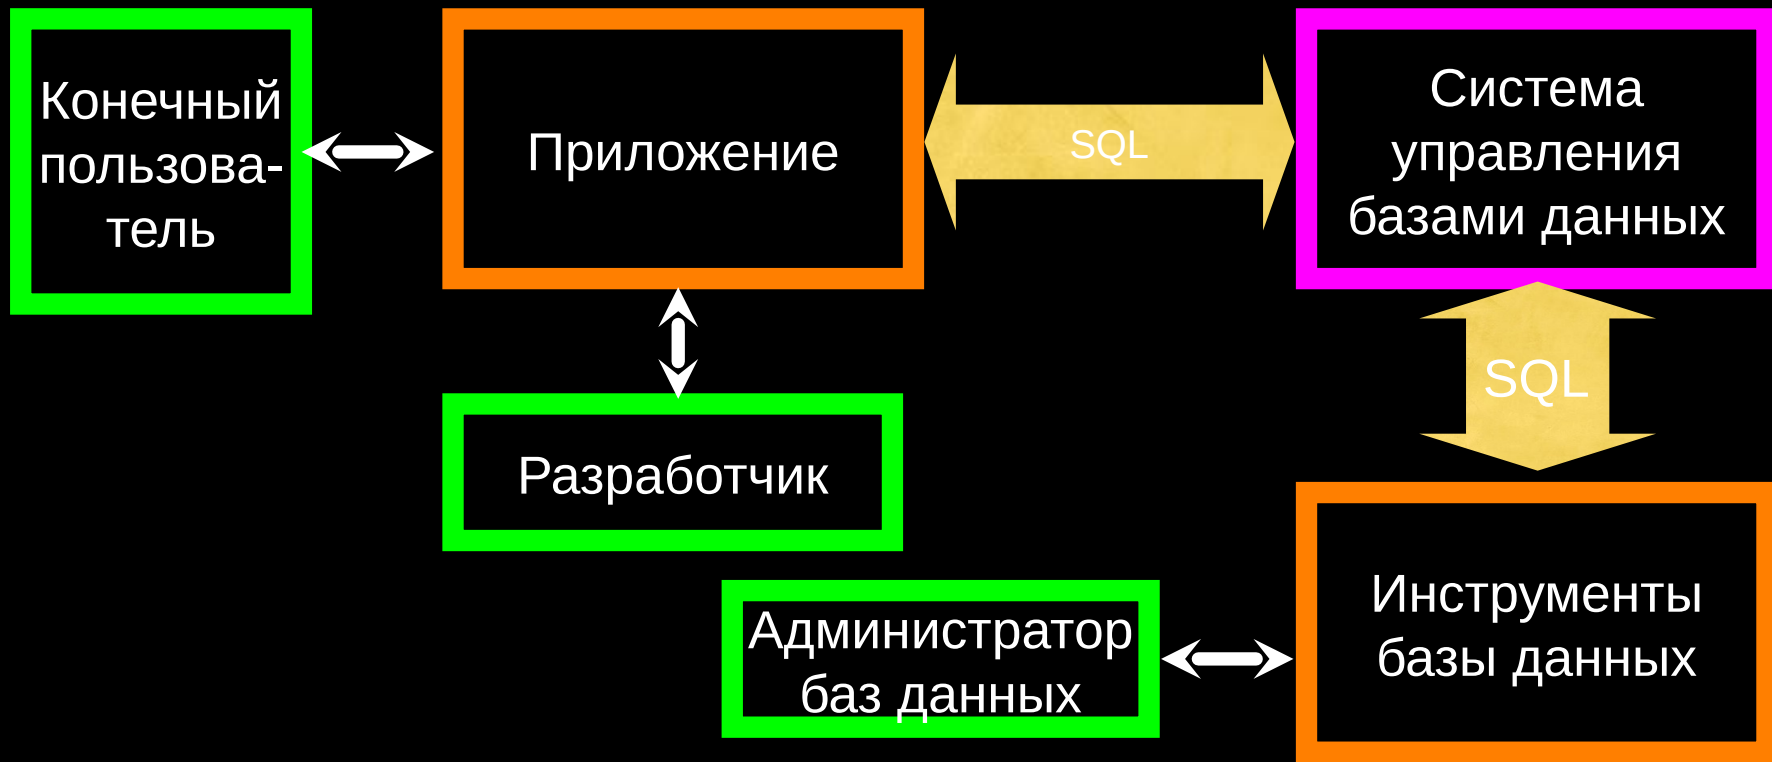 Конечный
пользова-
тель
Приложение
SQL
Система
управления
базами данных
SQL
Разработчик
Администратор
баз данных
Инструменты
базы данных